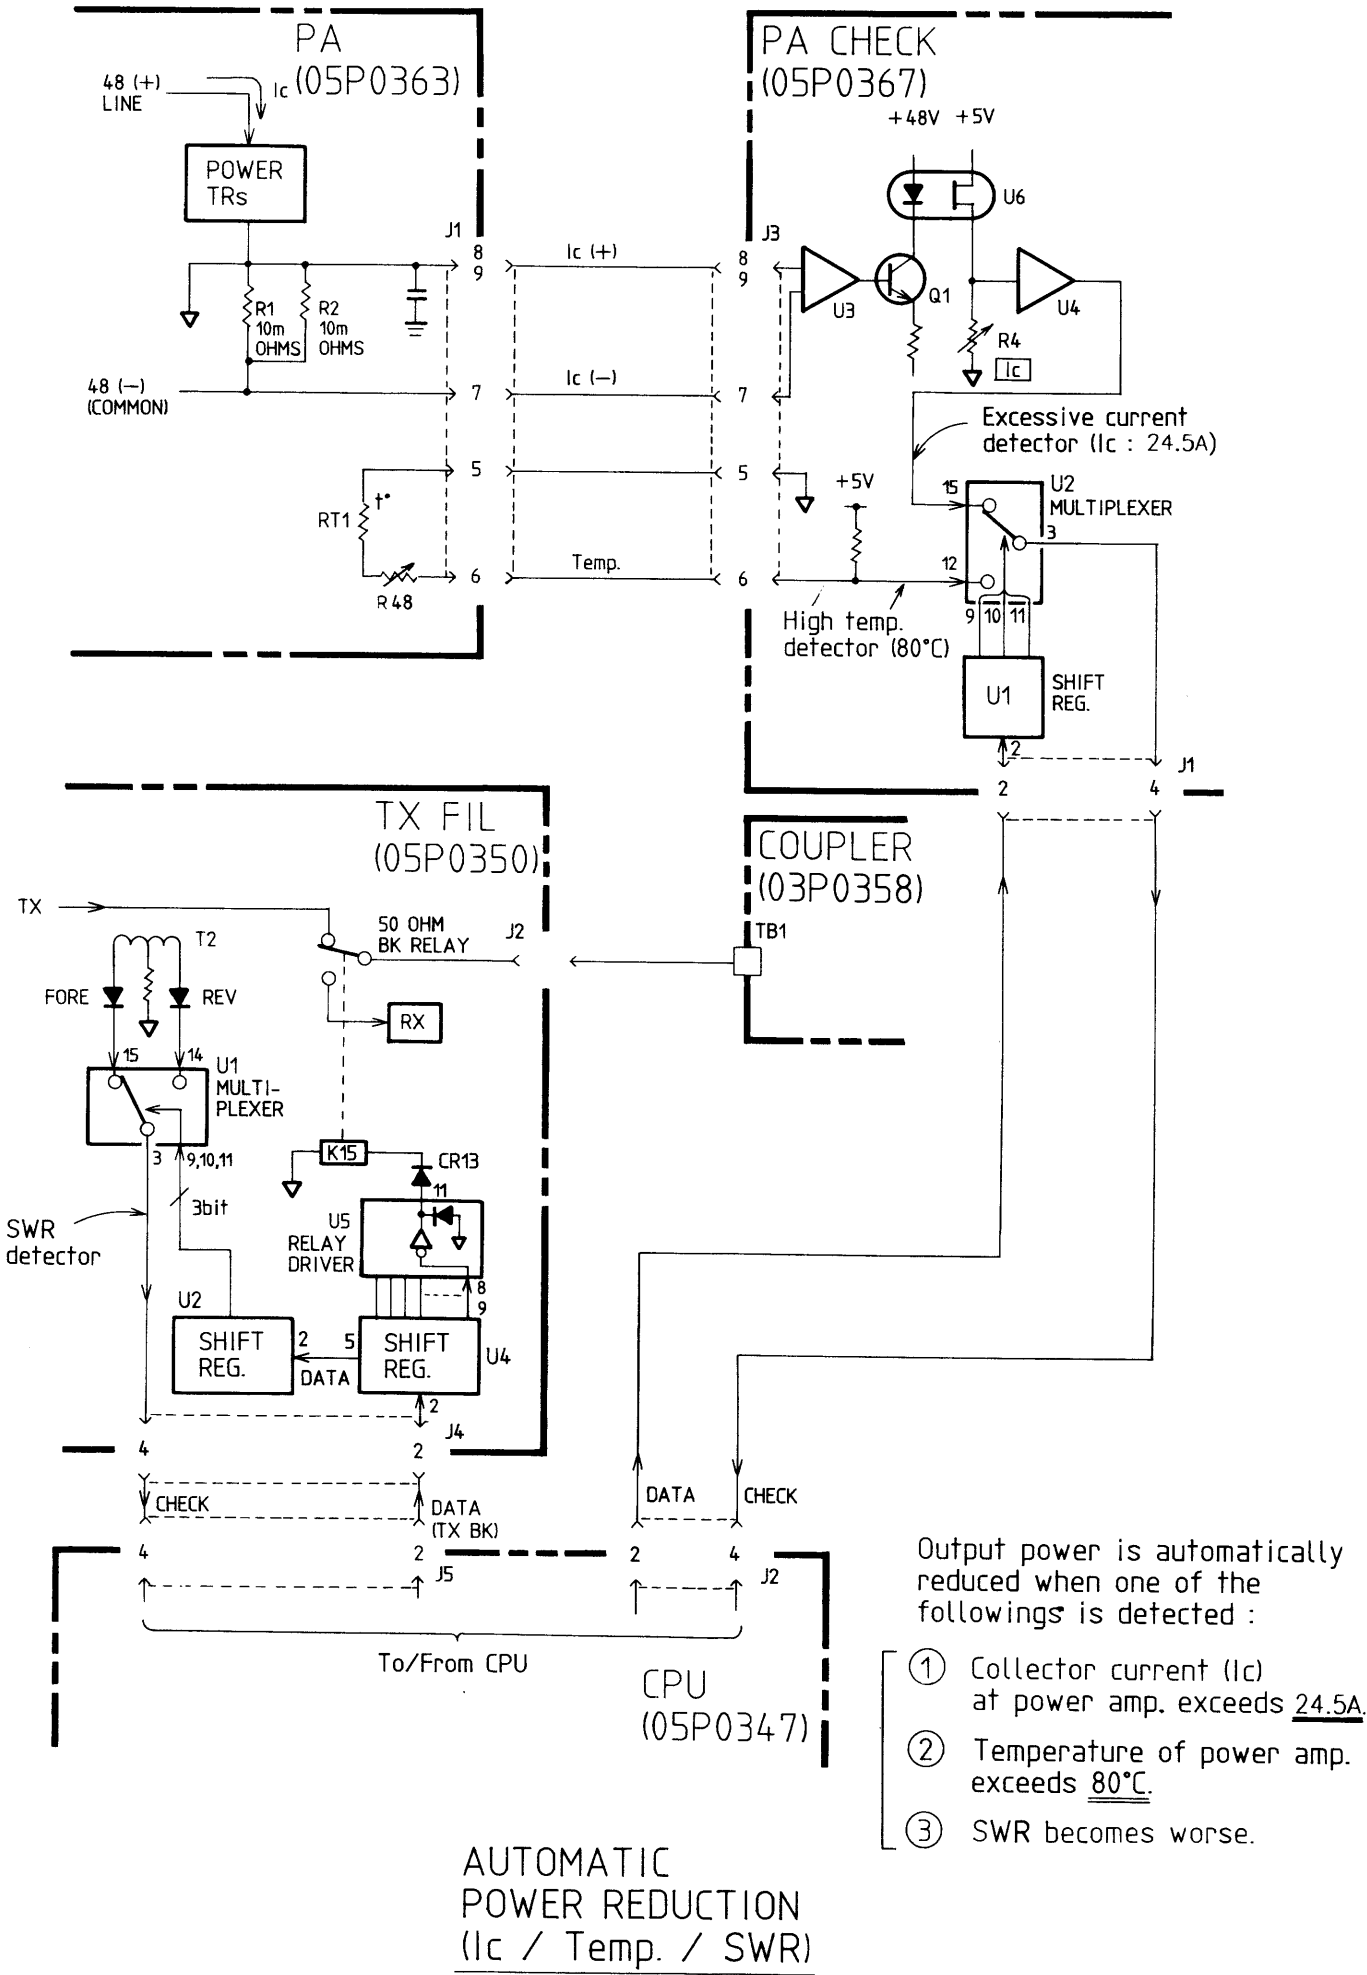 PA
(05P0363)
48 (+)
LINE
Ic
POWER
TRs
J1
8
9
R1
10m
OHMS
R2
10m
OHMS
48 (—)
(COMMON)
7
5
t°
RT1
R48
6
Ic (+)
Ic (—)
Temp.
PA CHECK
(05P0367)
+48V
+5V
U6
J3
8
9
U3
Q1
U4
R4
Ic
7
Excessive current
detector (Ic : 24.5A)
5
+5V
15
U2
MULTIPLEXER
3
12
6
9
10
11
High temp.
detector (80°C)
U1
SHIFT
REG.
2
J1
2
4
TX FIL
(05P0350)
COUPLER
(03P0358)
TX
50 OHM
BK RELAY
J2
TB1
T2
FORE
REV
RX
15
14
U1
MULTI-
PLEXER
3
9,10,11
K15
CR13
3bit
11
U5
RELAY
DRIVER
SWR
detector
8
9
U2
SHIFT
REG.
2
DATA
5
SHIFT
REG.
U4
2
J4
4
2
CHECK
DATA
(TX BK)
DATA
CHECK
4
2
J5
2
4
J2
To/From CPU
CPU
(05P0347)
Output power is automatically
reduced when one of the
followings is detected :
① Collector current (Ic)
at power amp. exceeds 24.5A.
② Temperature of power amp.
exceeds 80°C.
③ SWR becomes worse.
AUTOMATIC
POWER REDUCTION
(Ic / Temp. / SWR)